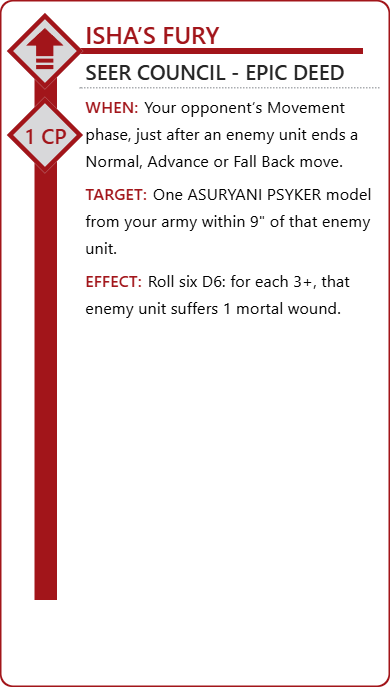 ISHA’S FURY
SEER COUNCIL - EPIC DEED
1 CP
WHEN: Your opponent’s Movement
phase, just after an enemy unit ends a
Normal, Advance or Fall Back move.
TARGET: One ASURYANI PSYKER model
from your army within 9" of that enemy
unit.
EFFECT: Roll six D6: for each 3+, that
enemy unit suffers 1 mortal wound.